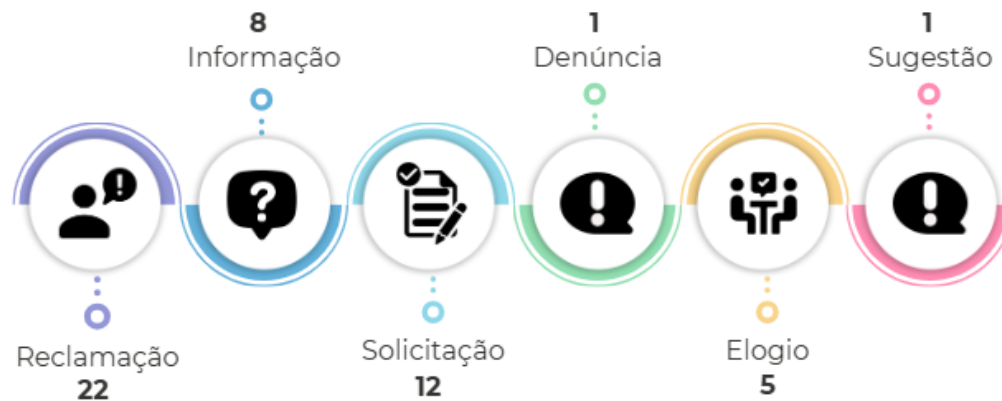 8
Informação
1
Denúncia
1
Sugestão
Reclamação
22
Solicitação
12
Elogio
5